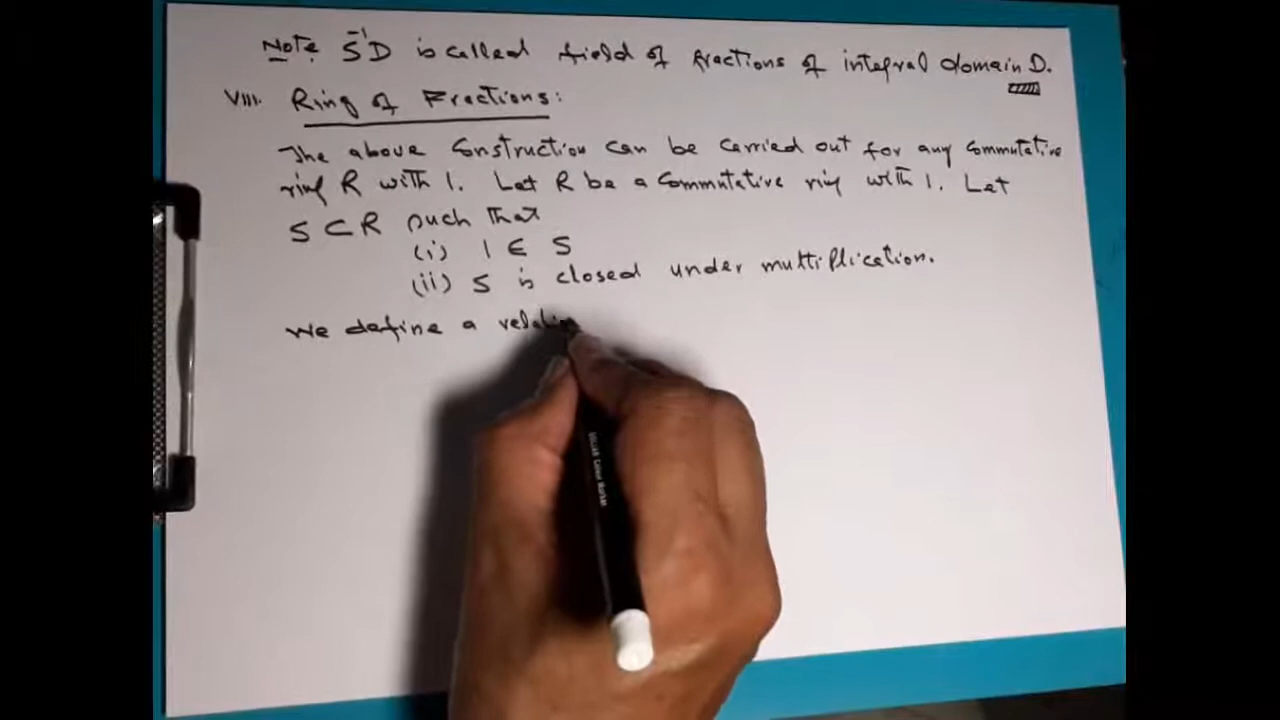 Note: S⁻¹D is called field of fractions of integral domain D.
VIII. Ring of Fractions:
The above Construction can be carried out for any Commutative
ring R with 1. Let R be a Commutative ring with 1. Let
S ⊂ R such that
(i) 1 ∈ S
(ii) S is closed under multiplication.
We define a relation